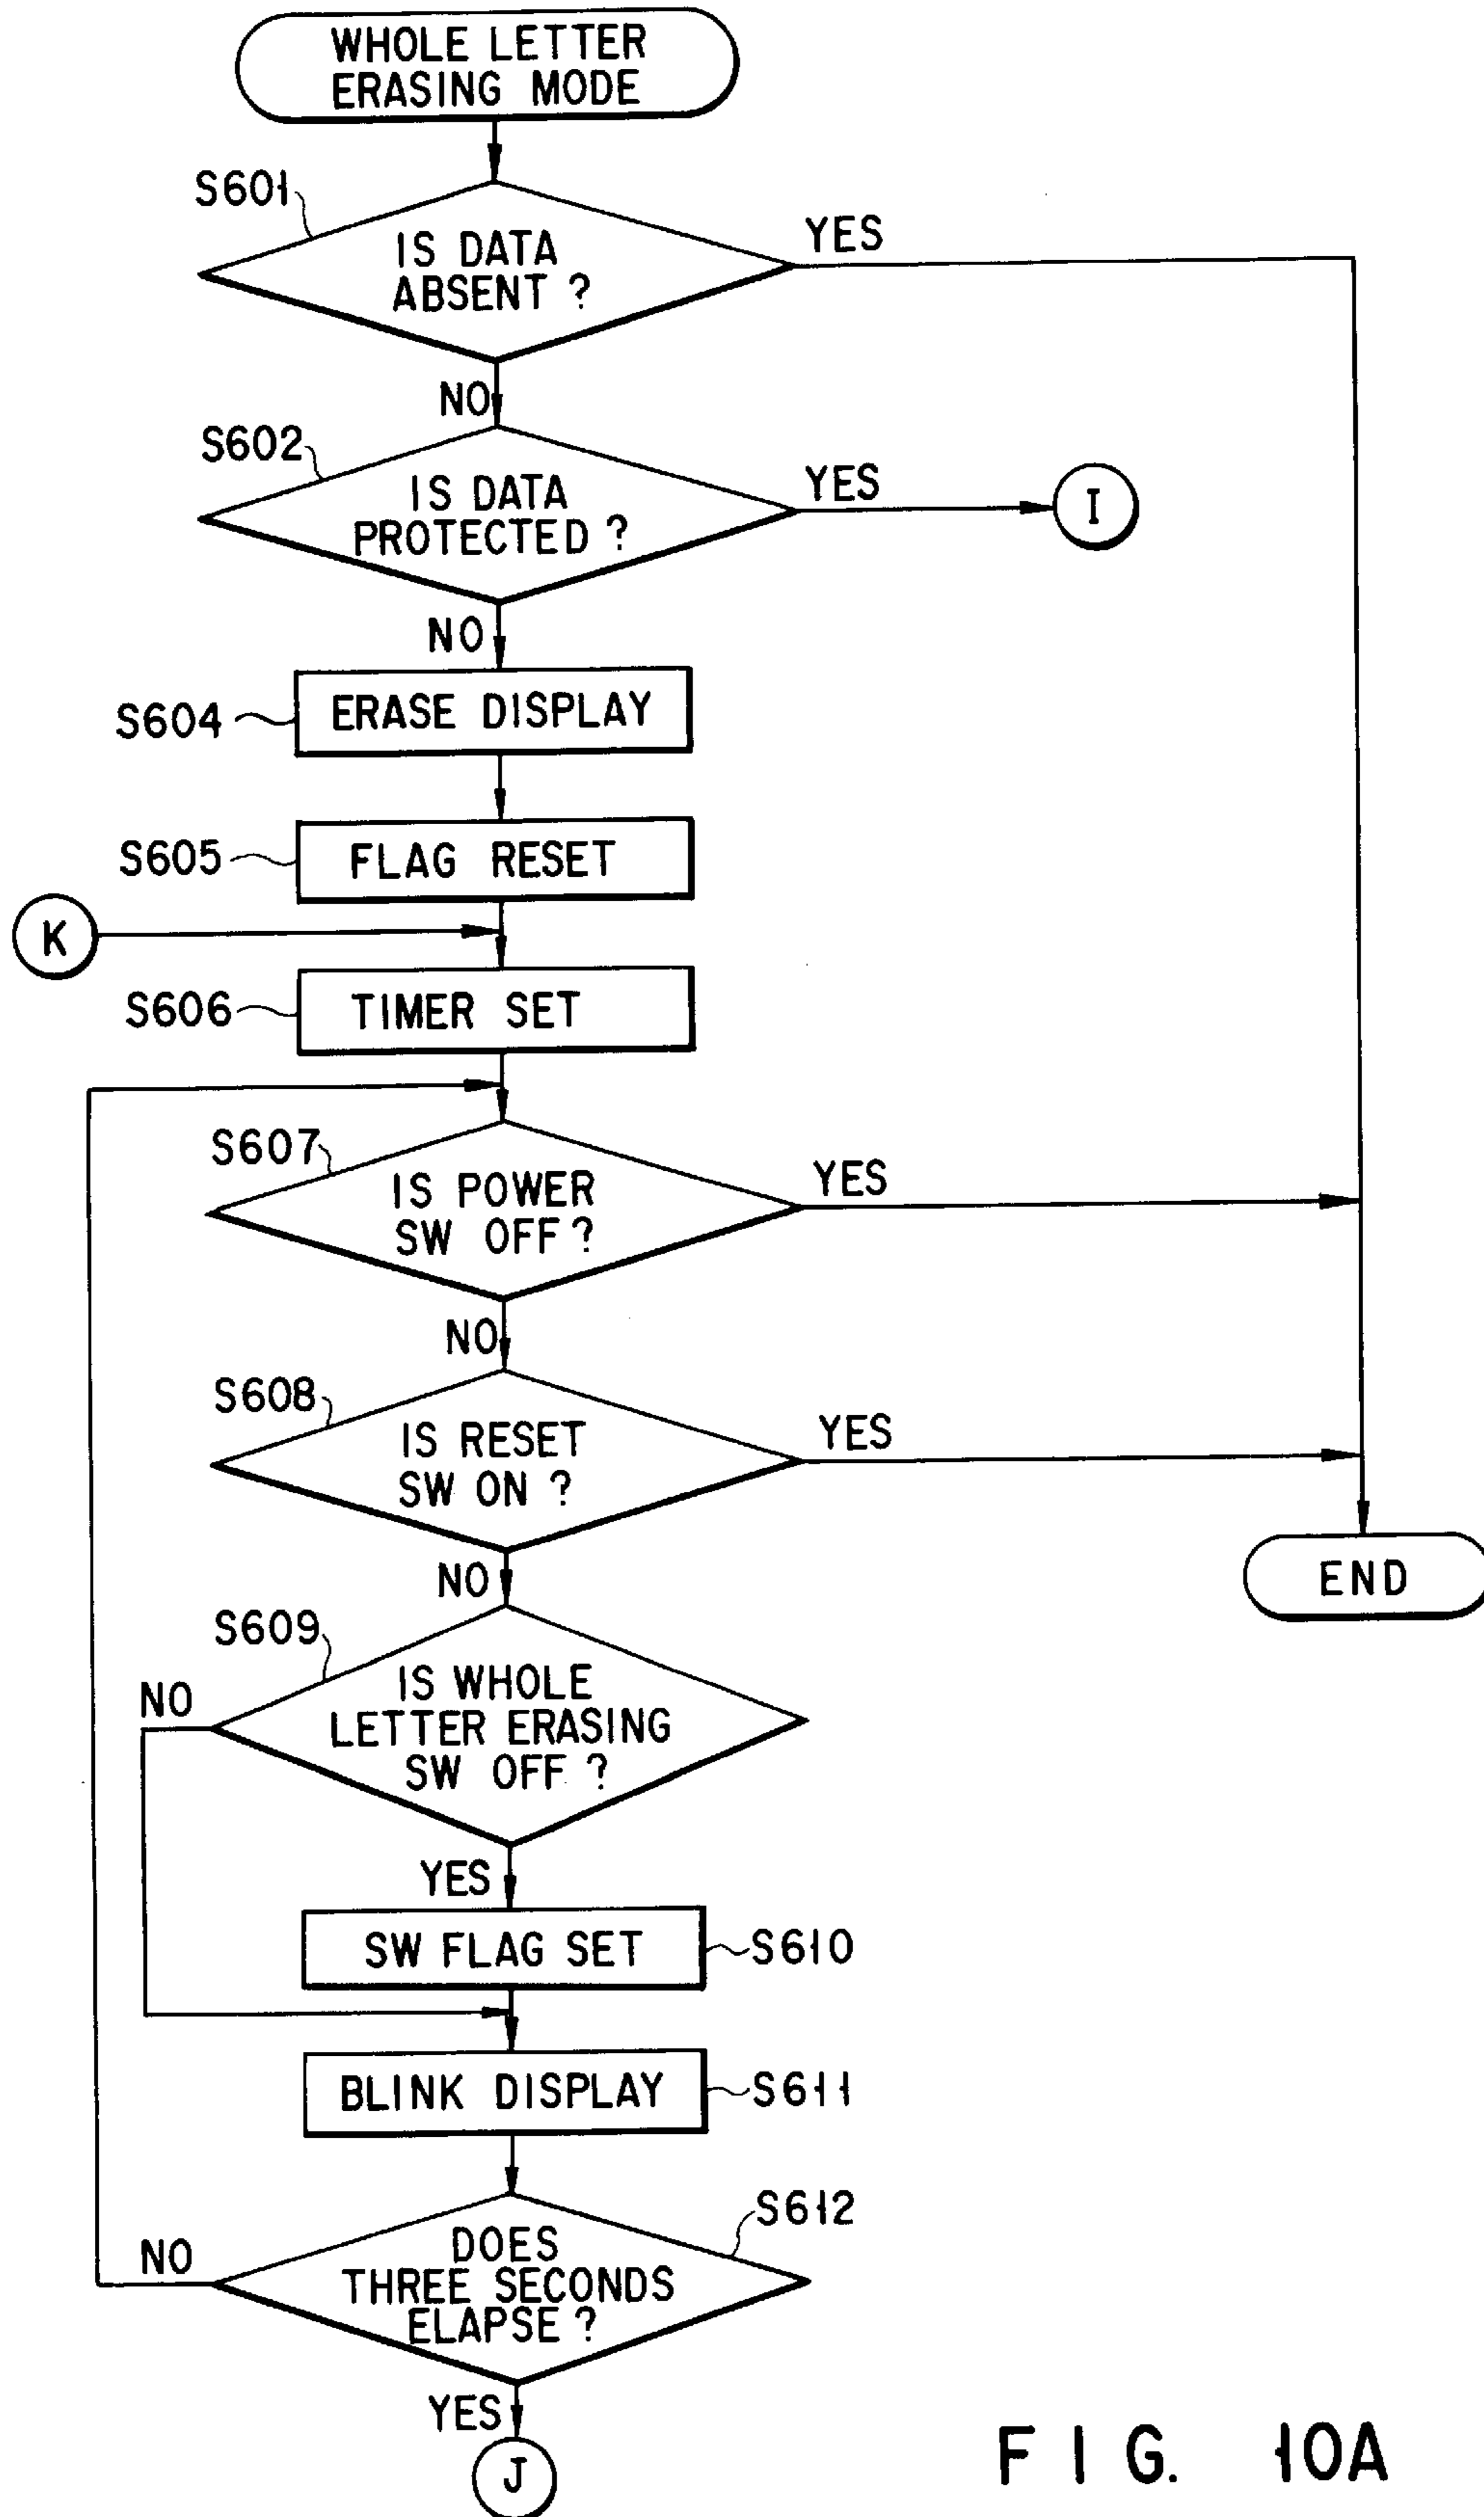 WHOLE LETTER
ERASING MODE
S601
IS DATA
ABSENT ?
YES
NO
S602
IS DATA
PROTECTED ?
YES
I
NO
S604
ERASE DISPLAY
S605
FLAG RESET
K
S606
TIMER SET
S607
IS POWER
SW OFF ?
YES
NO
S608
IS RESET
SW ON ?
YES
NO
END
S609
IS WHOLE
LETTER ERASING
SW OFF ?
NO
YES
SW FLAG SET
S610
BLINK DISPLAY
S611
S612
DOES
THREE SECONDS
ELAPSE ?
NO
YES
J
FIG. 10A